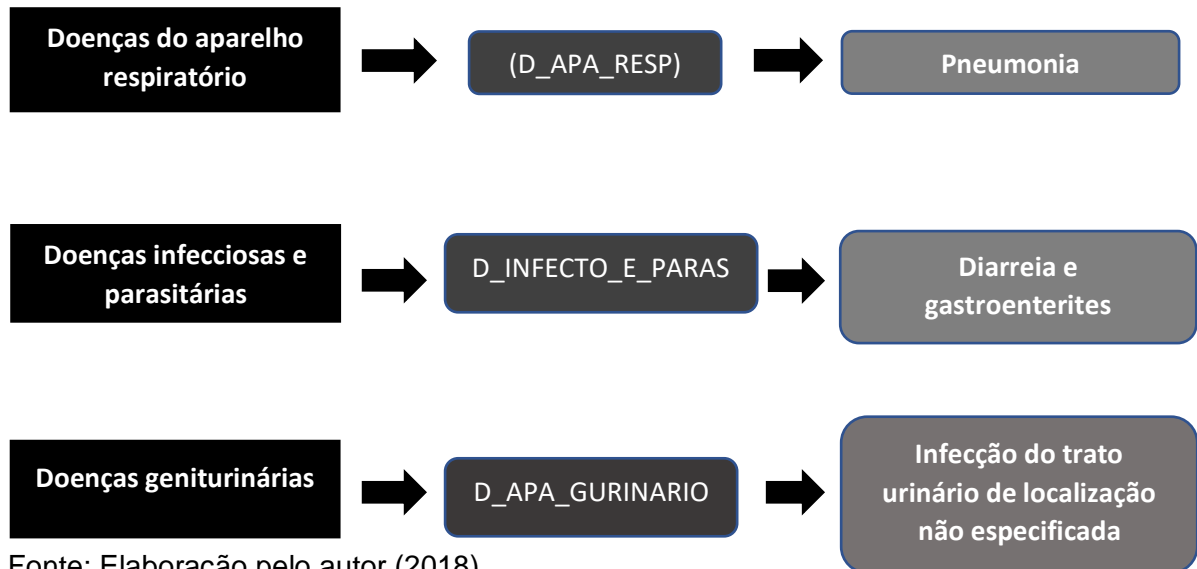 Doenças do aparelho
respiratório
(D_APA_RESP)
Pneumonia
Doenças infecciosas e
parasitárias
D_INFECTO_E_PARAS
Diarreia e
gastroenterites
Doenças geniturinárias
D_APA_GURINARIO
Infecção do trato
urinário de localização
não especificada
Fonte: Elaboração pelo autor (2018)